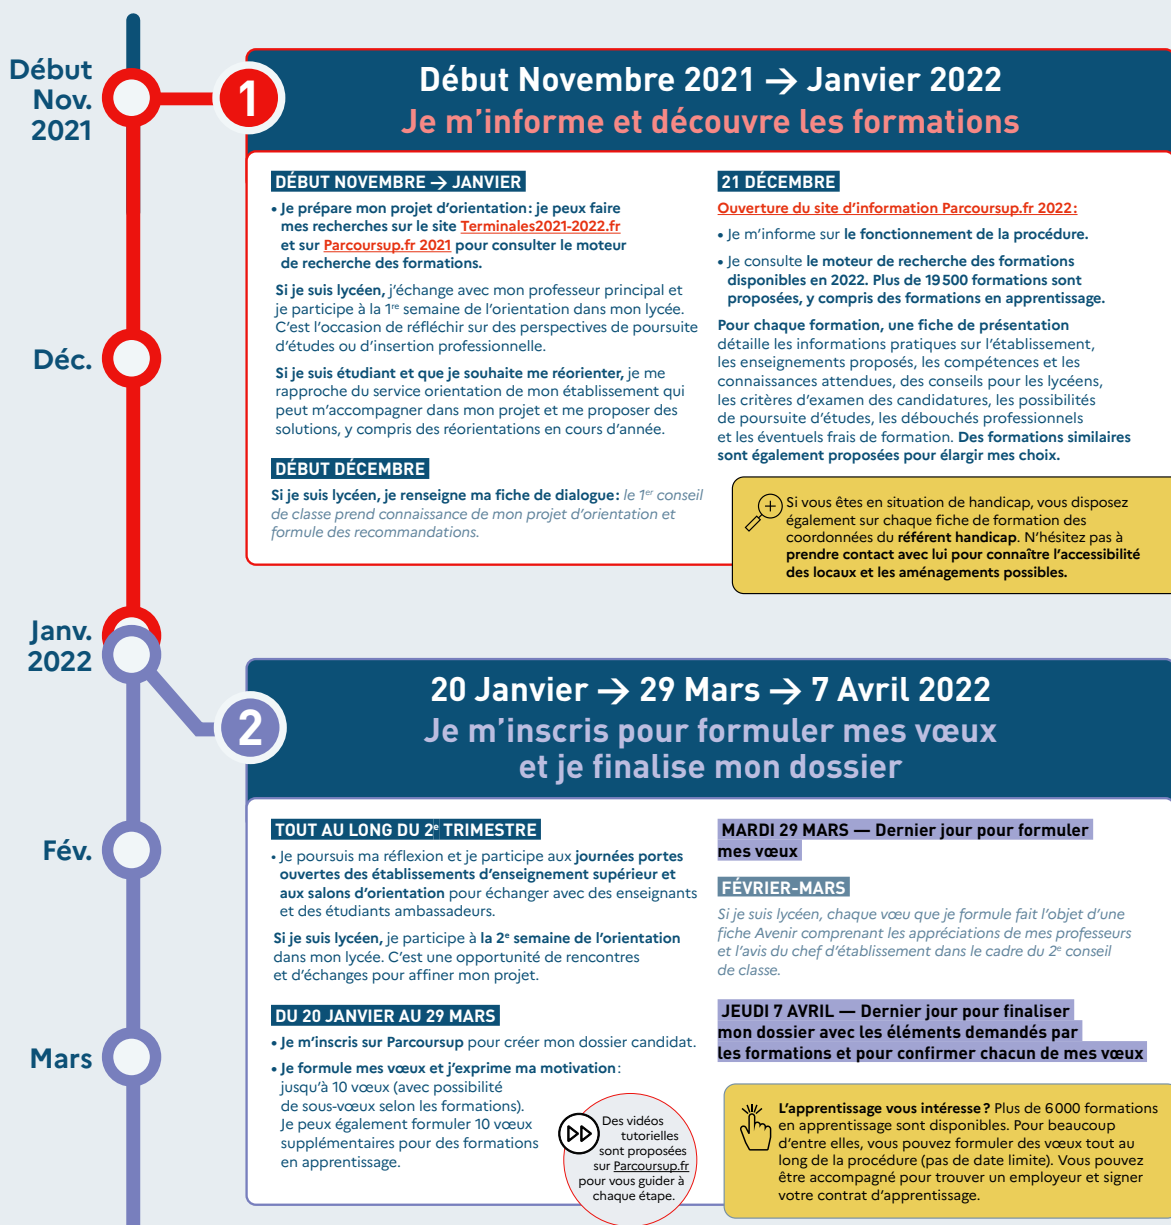 Début
Nov.
2021
Déc.
Janv.
2022
Fév.
Mars
1
Début Novembre 2021 → Janvier 2022
Je m'informe et découvre les formations
DÉBUT NOVEMBRE → JANVIER
• Je prépare mon projet d'orientation : je peux faire
mes recherches sur le site Terminales2021-2022.fr
et sur Parcoursup.fr 2021 pour consulter le moteur
de recherche des formations.
Si je suis lycéen, j'échange avec mon professeur principal et
je participe à la 1re semaine de l'orientation dans mon lycée.
C'est l'occasion de réfléchir sur des perspectives de poursuite
d'études ou d'insertion professionnelle.
Si je suis étudiant et que je souhaite me réorienter, je me
rapproche du service orientation de mon établissement qui
peut m'accompagner dans mon projet et me proposer des
solutions, y compris des réorientations en cours d'année.
DÉBUT DÉCEMBRE
Si je suis lycéen, je renseigne ma fiche de dialogue : le 1er conseil
de classe prend connaissance de mon projet d'orientation et
formule des recommandations.
21 DÉCEMBRE
Ouverture du site d'information Parcoursup.fr 2022 :
• Je m'informe sur le fonctionnement de la procédure.
• Je consulte le moteur de recherche des formations
disponibles en 2022. Plus de 19 500 formations sont
proposées, y compris des formations en apprentissage.
Pour chaque formation, une fiche de présentation
détaille les informations pratiques sur l'établissement,
les enseignements proposés, les compétences et les
connaissances attendues, des conseils pour les lycéens,
les critères d'examen des candidatures, les possibilités
de poursuite d'études, les débouchés professionnels
et les éventuels frais de formation. Des formations similaires
sont également proposées pour élargir mes choix.
Si vous êtes en situation de handicap, vous disposez
également sur chaque fiche de formation des
coordonnées du référent handicap. N'hésitez pas à
prendre contact avec lui pour connaître l'accessibilité
des locaux et les aménagements possibles.
2
20 Janvier → 29 Mars → 7 Avril 2022
Je m'inscris pour formuler mes vœux
et je finalise mon dossier
TOUT AU LONG DU 2e TRIMESTRE
• Je poursuis ma réflexion et je participe aux journées portes
ouvertes des établissements d'enseignement supérieur et
aux salons d'orientation pour échanger avec des enseignants
et des étudiants ambassadeurs.
Si je suis lycéen, je participe à la 2e semaine de l'orientation
dans mon lycée. C'est une opportunité de rencontres
et d'échanges pour affiner mon projet.
DU 20 JANVIER AU 29 MARS
• Je m'inscris sur Parcoursup pour créer mon dossier candidat.
• Je formule mes vœux et j'exprime ma motivation :
jusqu'à 10 vœux (avec possibilité
de sous-vœux selon les formations).
Je peux également formuler 10 vœux
supplémentaires pour des formations
en apprentissage.
Des vidéos
tutorielles
sont proposées
sur Parcoursup.fr
pour vous guider à
chaque étape.
MARDI 29 MARS — Dernier jour pour formuler
mes vœux
FÉVRIER-MARS
Si je suis lycéen, chaque vœu que je formule fait l'objet d'une
fiche Avenir comprenant les appréciations de mes professeurs
et l'avis du chef d'établissement dans le cadre du 2e conseil
de classe.
JEUDI 7 AVRIL — Dernier jour pour finaliser
mon dossier avec les éléments demandés par
les formations et pour confirmer chacun de mes vœux
L'apprentissage vous intéresse ? Plus de 6 000 formations
en apprentissage sont disponibles. Pour beaucoup
d'entre elles, vous pouvez formuler des vœux tout au
long de la procédure (pas de date limite). Vous pouvez
être accompagné pour trouver un employeur et signer
votre contrat d'apprentissage.